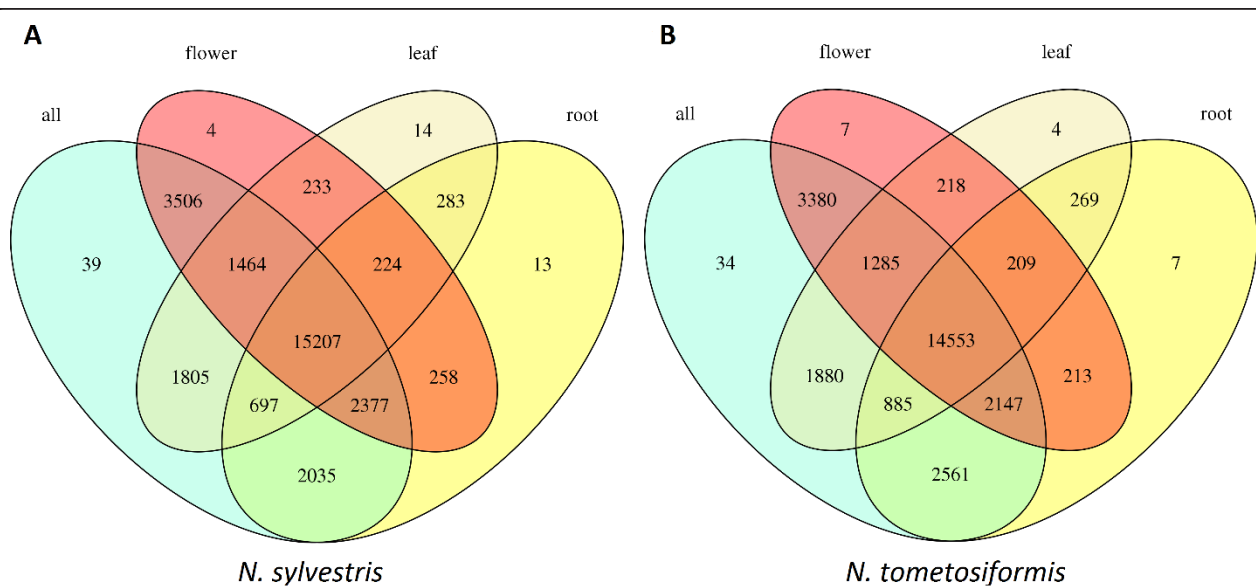 A
flower
leaf
all
root
4
14
3506
233
283
39
1464
224
13
15207
1805
258
697
2377
2035
N. sylvestris
B
flower
leaf
all
root
7
4
3380
218
269
34
1285
209
7
14553
1880
213
885
2147
2561
N. tometosiformis